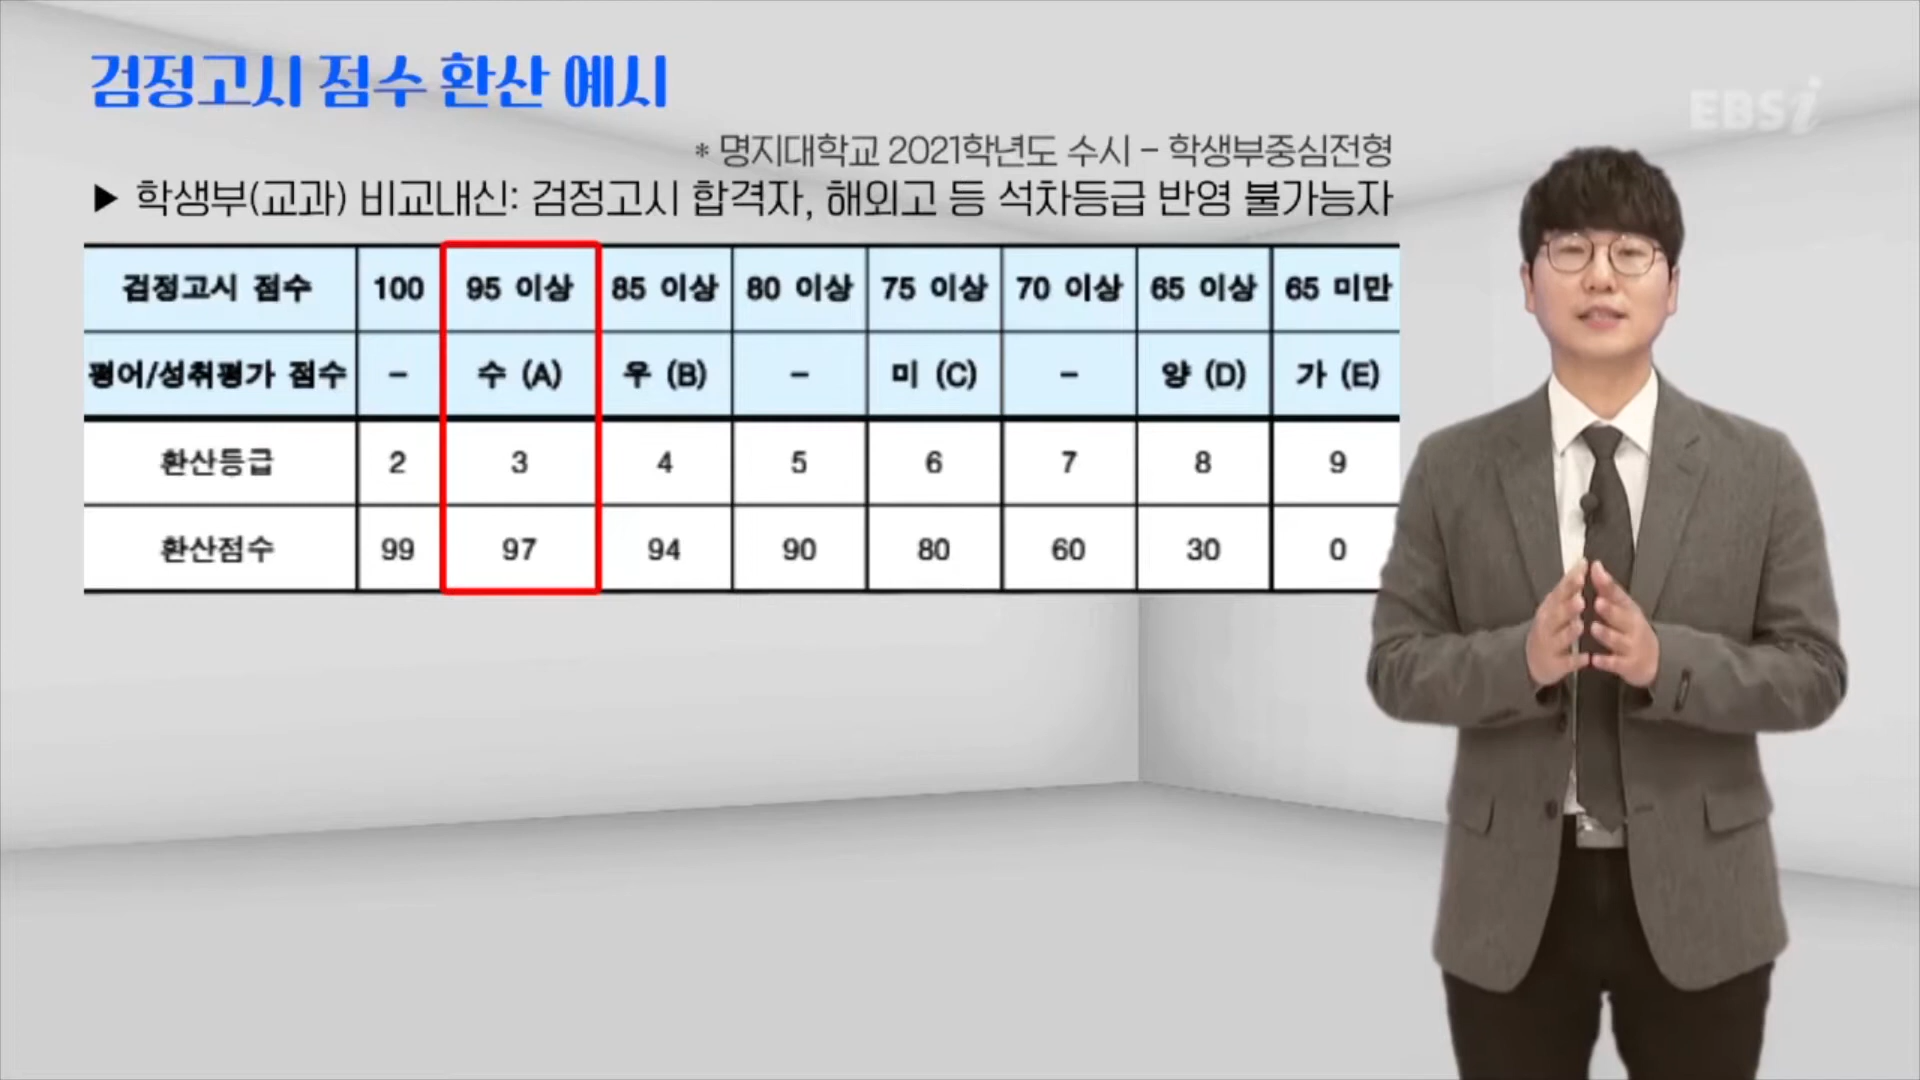 검정고시 점수 환산 예시
EBSi
* 명지대학교 2021학년도 수시 - 학생부중심전형
▶ 학생부(교과) 비교내신: 검정고시 합격자, 해외고 등 석차등급 반영 불가능자
검정고시 점수 100 95 이상 85 이상 80 이상 75 이상 70 이상 65 이상 65 미만
평어/성취평가 점수 - 수 (A) 우 (B) - 미 (C) - 양 (D) 가 (E)
환산등급 2 3 4 5 6 7 8 9
환산점수 99 97 94 90 80 60 30 0